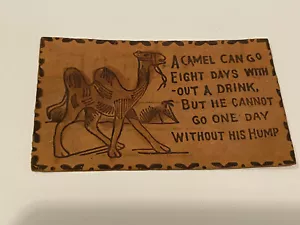 A CAMEL CAN GO
EIGHT DAYS WITH
-OUT A DRINK,
BUT HE CANNOT
GO ONE DAY
WITHOUT HIS HUMP